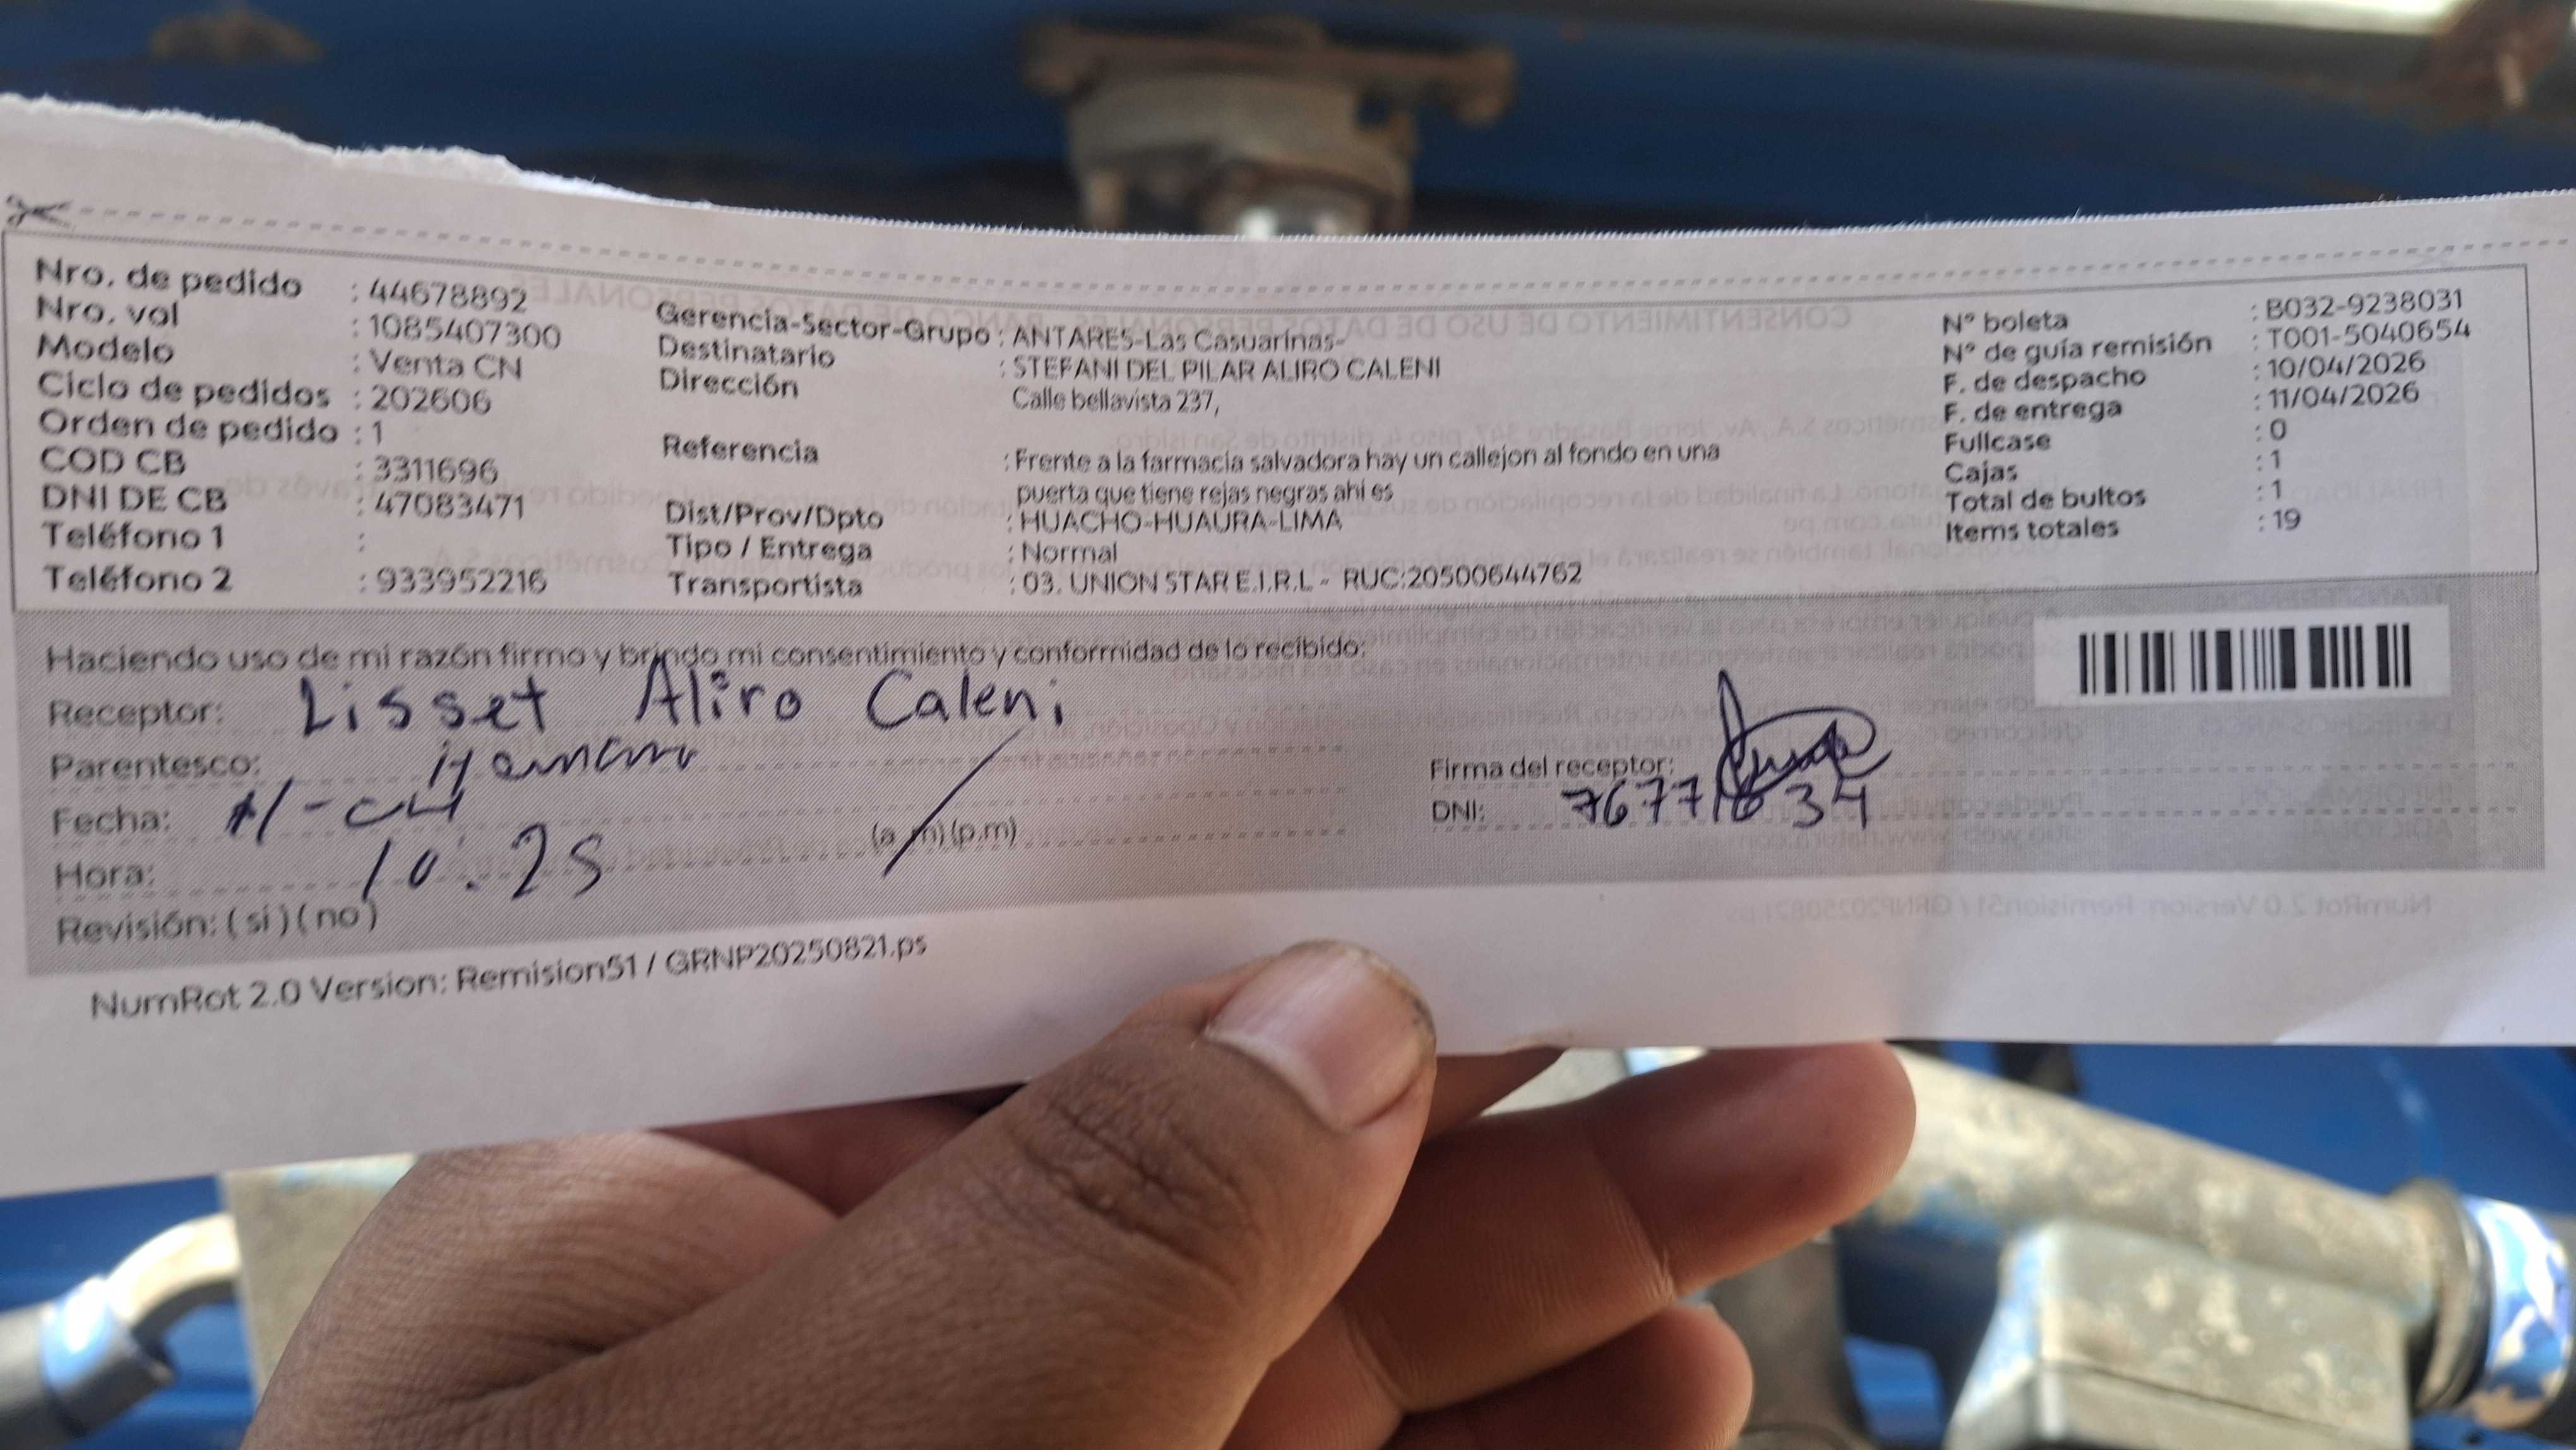 Nro. de pedido : 44678892
Nro. vol : 1085407300
Modelo : Venta CN
Ciclo de pedidos : 202606
Orden de pedido : 1
COD CB : 3311696
DNI DE CB : 47083471
Teléfono 1 :
Teléfono 2 : 933952216
Gerencia-Sector-Grupo : ANTARES-Las Casuarinas-
Destinatario : STEFANI DEL PILAR ALIRO CALENI
Dirección Calle bellavista 237,
Referencia : Frente a la farmacia salvadora hay un callejon al fondo en una
puerta que tiene rejas negras ahi es
Dist/Prov/Dpto : HUACHO-HUAURA-LIMA
Tipo / Entrega : Normal
Transportista : 03. UNION STAR E.I.R.L - RUC:20500644762
N° boleta : B032-9238031
N° de guía remisión : T001-5040654
F. de despacho : 10/04/2026
F. de entrega : 11/04/2026
Fullcase : 0
Cajas : 1
Total de bultos : 1
Items totales : 19
Haciendo uso de mi razón firmo y brindo mi consentimiento y conformidad de lo recibido:
Receptor: Lisset Aliro Caleni
Parentesco:
Fecha:
Hora: 10:25 (a.m)(p.m)
Revisión: (si)(no)
Firma del receptor:
DNI:
NumRot 2.0 Version: Remision51 / GRNP20250821.ps